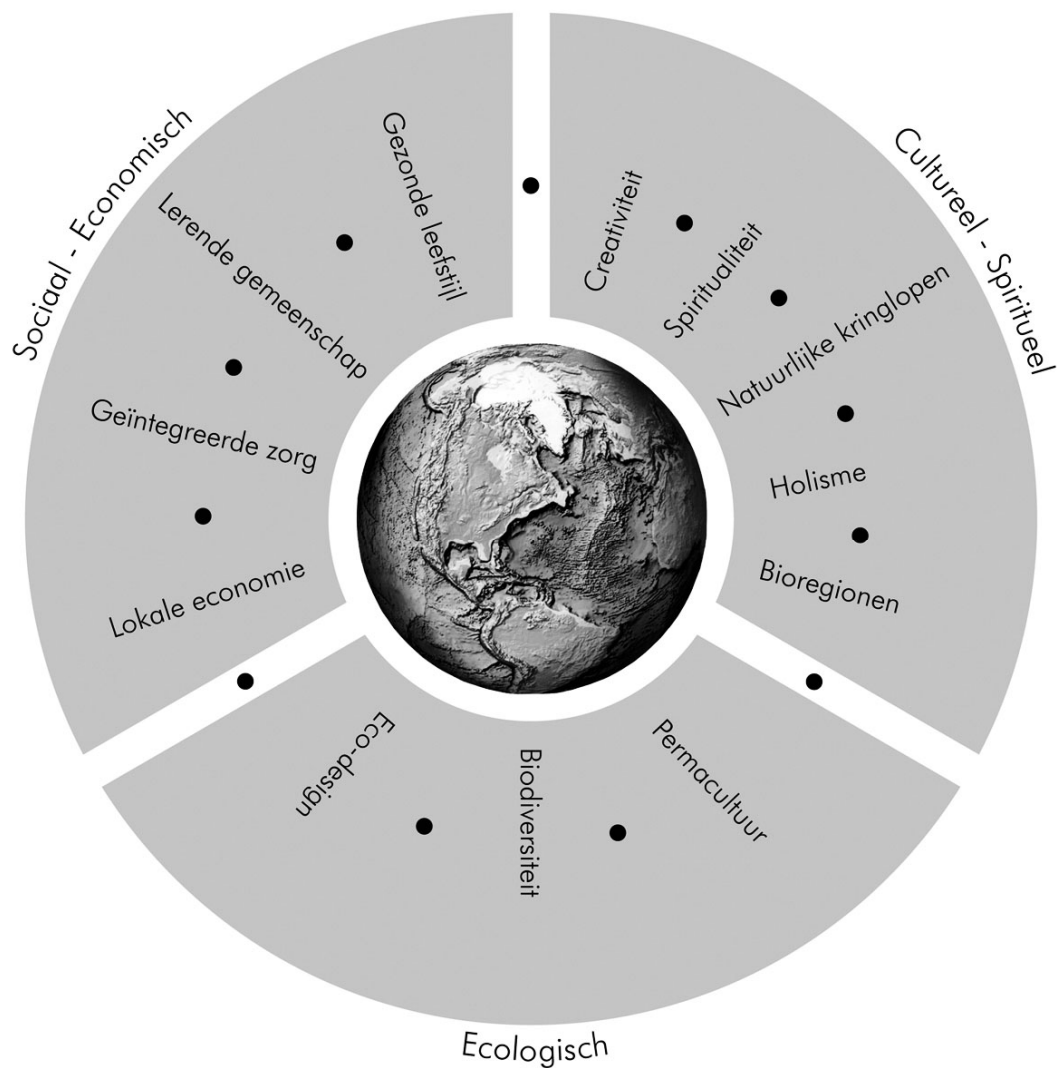 Sociaal - Economisch
Gezonde leefstijl
Lerende gemeenschap
Geïntegreerde zorg
Lokale economie
Cultureel - Spiritueel
Creativiteit
Spiritualiteit
Natuurlijke kringlopen
Holisme
Bioregionen
Eco-design
Biodiversiteit
Permacultuur
Ecologisch